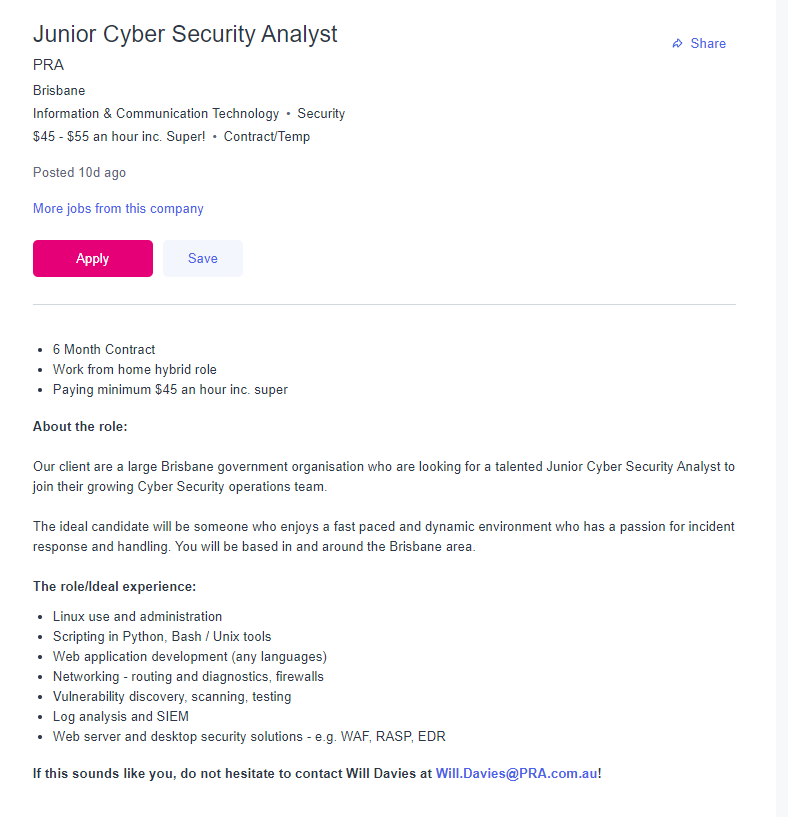 Junior Cyber Security Analyst
Share
PRA
Brisbane
Information & Communication Technology • Security
$45 - $55 an hour inc. Super! • Contract/Temp
Posted 10d ago
More jobs from this company
Apply
Save
• 6 Month Contract
• Work from home hybrid role
• Paying minimum $45 an hour inc. super
About the role:
Our client are a large Brisbane government organisation who are looking for a talented Junior Cyber Security Analyst to
join their growing Cyber Security operations team.
The ideal candidate will be someone who enjoys a fast paced and dynamic environment who has a passion for incident
response and handling. You will be based in and around the Brisbane area.
The role/Ideal experience:
• Linux use and administration
• Scripting in Python, Bash / Unix tools
• Web application development (any languages)
• Networking - routing and diagnostics, firewalls
• Vulnerability discovery, scanning, testing
• Log analysis and SIEM
• Web server and desktop security solutions - e.g. WAF, RASP, EDR
If this sounds like you, do not hesitate to contact Will Davies at Will.Davies@PRA.com.au!